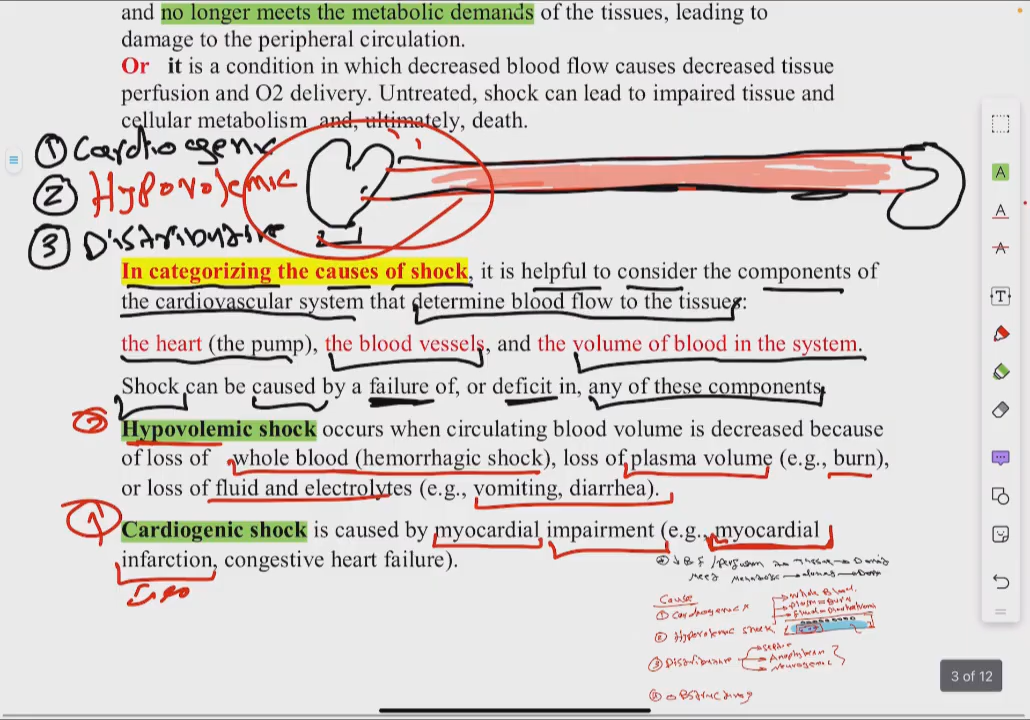 and no longer meets the metabolic demands of the tissues, leading to
damage to the peripheral circulation.
Or it is a condition in which decreased blood flow causes decreased tissue
perfusion and O2 delivery. Untreated, shock can lead to impaired tissue and
cellular metabolism and, ultimately, death.
① Cardiogenic
② Hypovolemic
③ Distributive
In categorizing the causes of shock, it is helpful to consider the components of
the cardiovascular system that determine blood flow to the tissues:
the heart (the pump), the blood vessels, and the volume of blood in the system.
Shock can be caused by a failure of, or deficit in, any of these components.
② Hypovolemic shock occurs when circulating blood volume is decreased because
of loss of whole blood (hemorrhagic shock), loss of plasma volume (e.g., burn),
or loss of fluid and electrolytes (e.g., vomiting, diarrhea).
① Cardiogenic shock is caused by myocardial impairment (e.g., myocardial
infarction, congestive heart failure).
Cause
whole Blood
① Cardiogenic
② Hypovolemic shock
③ Distributive
Neurogenic
3 of 12